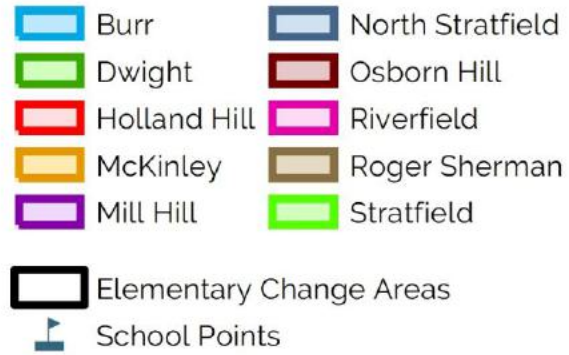 Burr
Dwight
Holland Hill
McKinley
Mill Hill
North Stratfield
Osborn Hill
Riverfield
Roger Sherman
Stratfield
Elementary Change Areas
School Points